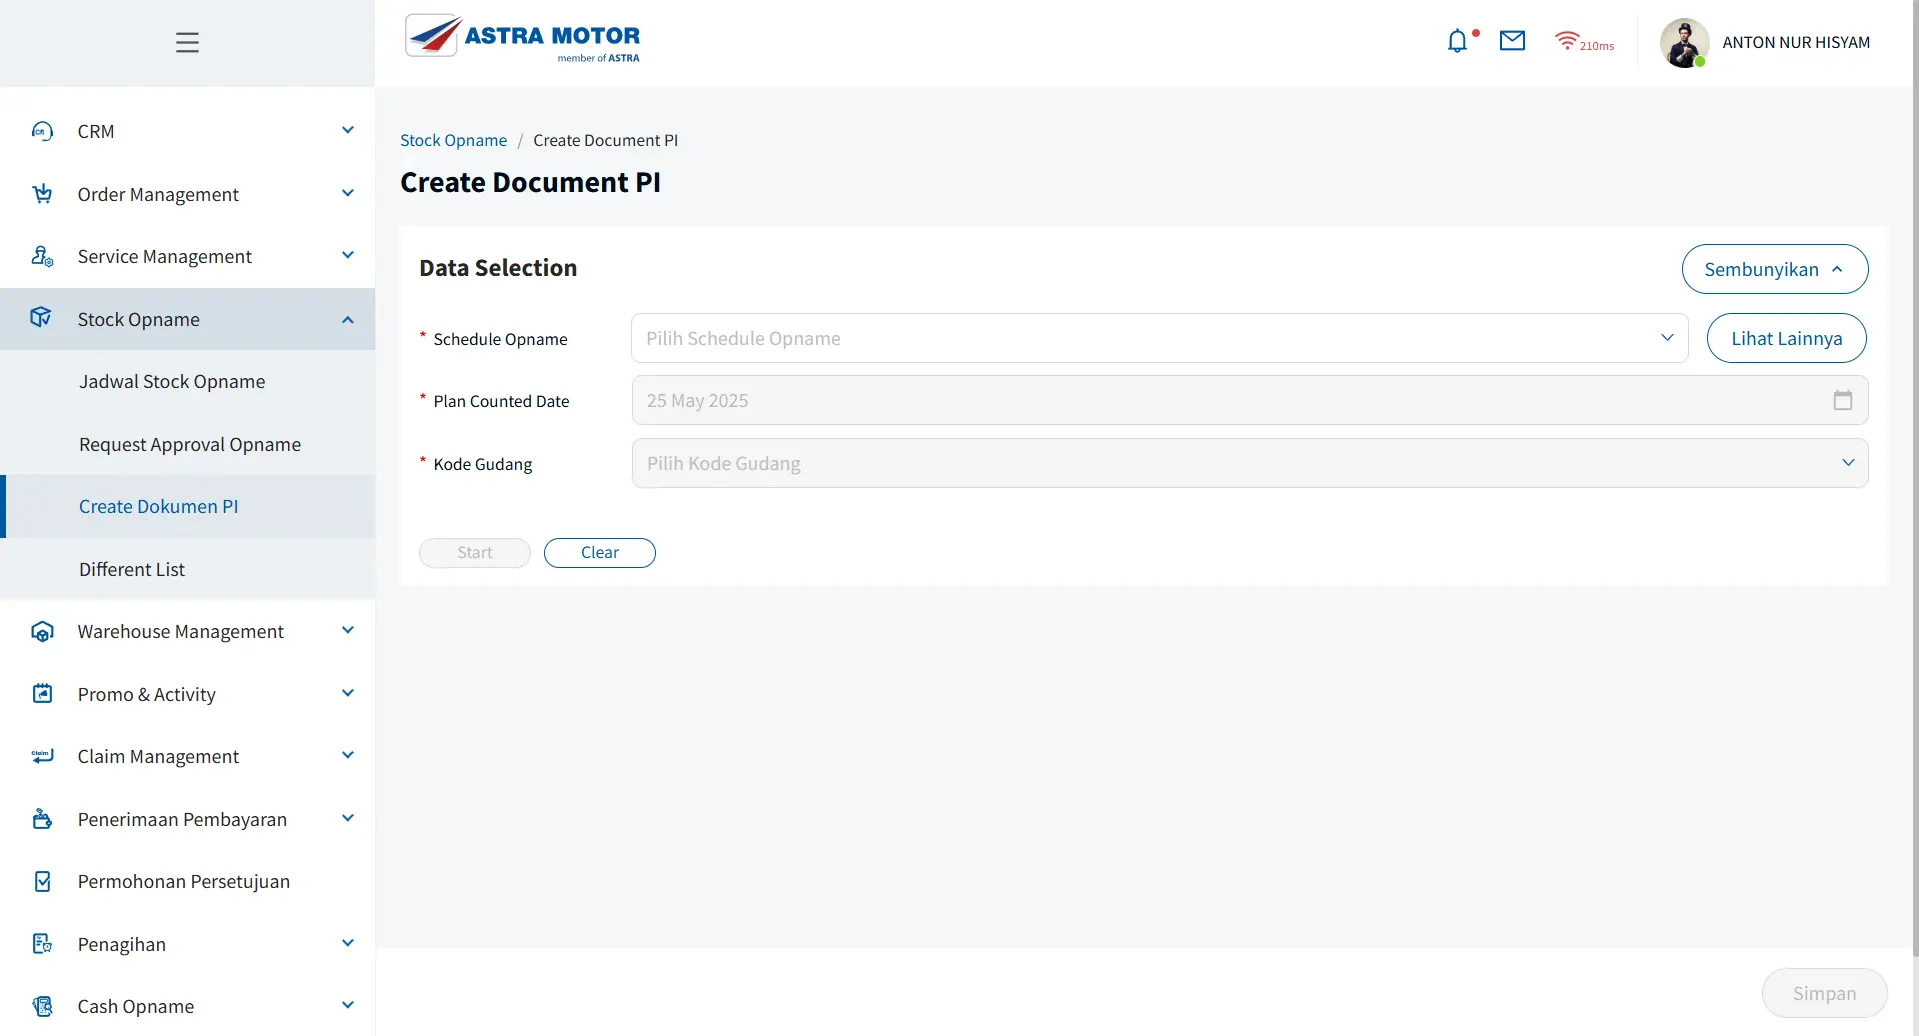 ASTRA MOTOR
member of ASTRA
210ms
ANTON NUR HISYAM
CRM
Order Management
Service Management
Stock Opname
Jadwal Stock Opname
Request Approval Opname
Create Dokumen PI
Different List
Warehouse Management
Promo & Activity
Claim Management
Penerimaan Pembayaran
Permohonan Persetujuan
Penagihan
Cash Opname
Stock Opname / Create Document PI
Create Document PI
Data Selection
Sembunyikan
* Schedule Opname
Pilih Schedule Opname
Lihat Lainnya
* Plan Counted Date
25 May 2025
* Kode Gudang
Pilih Kode Gudang
Start
Clear
Simpan